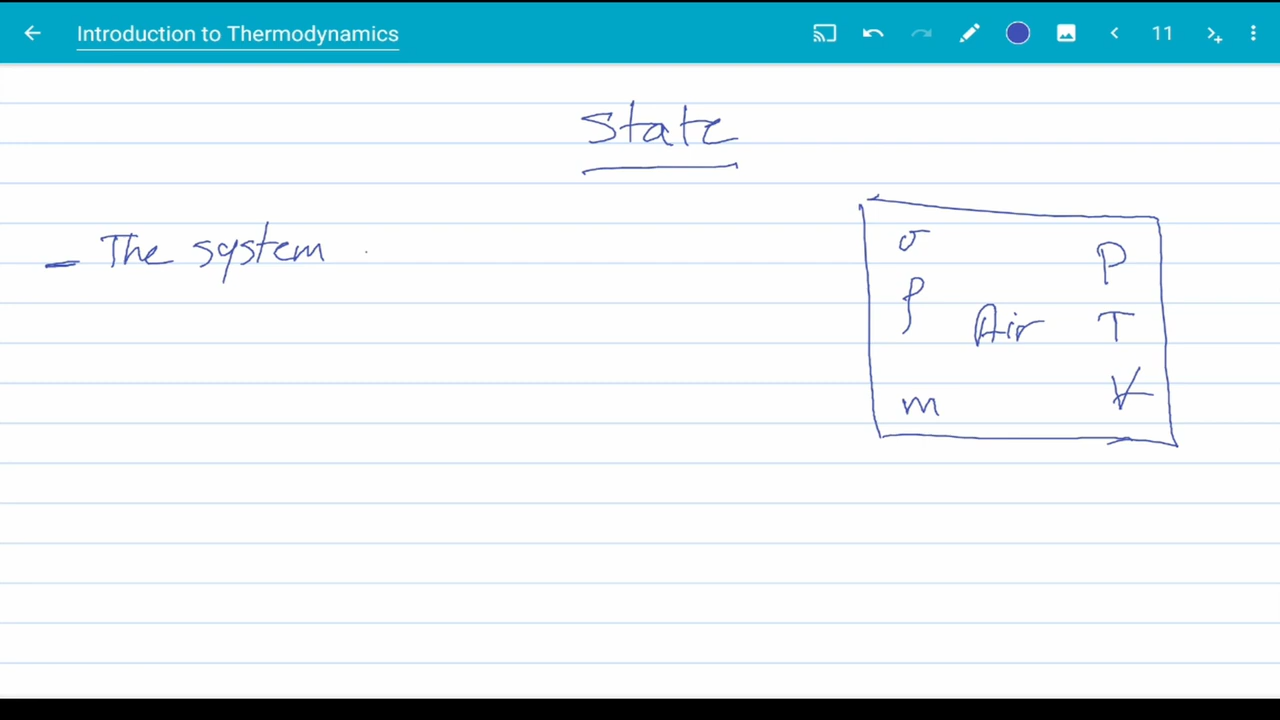 Introduction to Thermodynamics
11
State
- The system
σ P
ρ Air T
m V